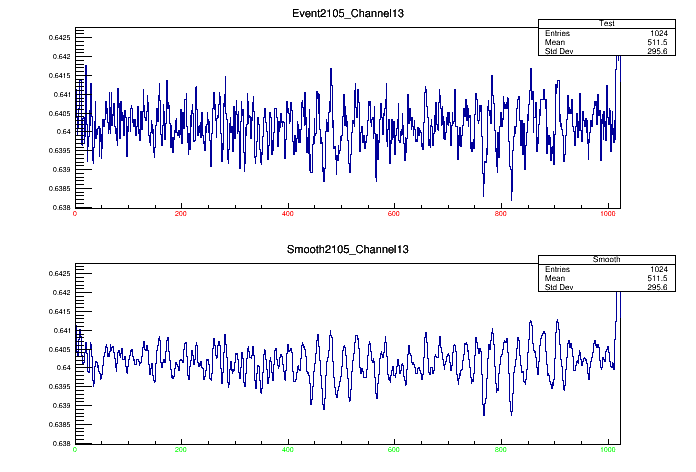 Event2105_Channel13
Test
Entries 1024
Mean 511.5
Std Dev 295.6
0.6425
0.642
0.6415
0.641
0.6405
0.64
0.6395
0.639
0.6385
0.638
0 200 400 600 800 1000
Smooth2105_Channel13
Smooth
Entries 1024
Mean 511.5
Std Dev 295.6
0.6425
0.642
0.6415
0.641
0.6405
0.64
0.6395
0.639
0.6385
0.638
0 200 400 600 800 1000